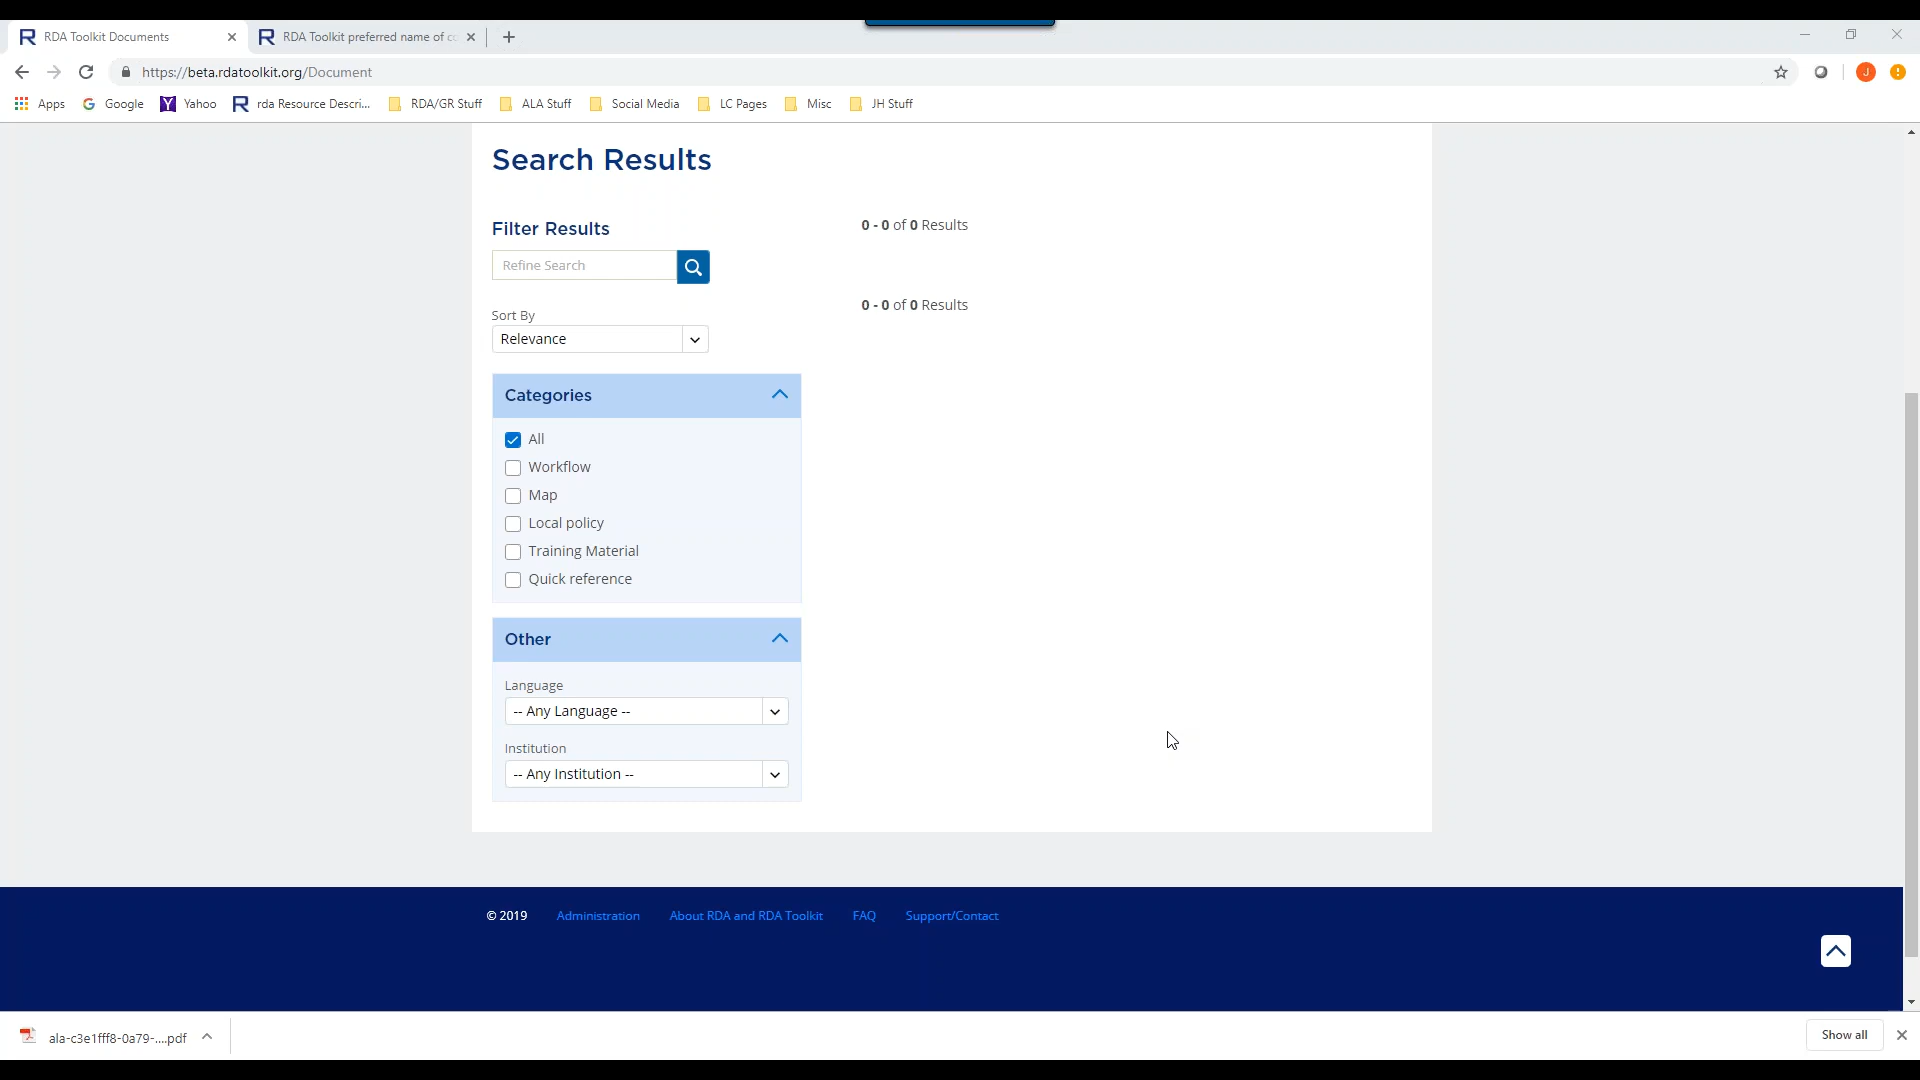 RDA Toolkit Documents
RDA Toolkit preferred name of co
https://beta.rdatoolkit.org/Document
J
Apps
Google
Yahoo
rda Resource Descri...
RDA/GR Stuff
ALA Stuff
Social Media
LC Pages
Misc
JH Stuff
Search Results
Filter Results
0 - 0 of 0 Results
Refine Search
0 - 0 of 0 Results
Sort By
Relevance
Categories
All
Workflow
Map
Local policy
Training Material
Quick reference
Other
Language
-- Any Language --
Institution
-- Any Institution --
© 2019 Administration About RDA and RDA Toolkit FAQ Support/Contact
ala-c3e1fff8-0a79-....pdf
Show all